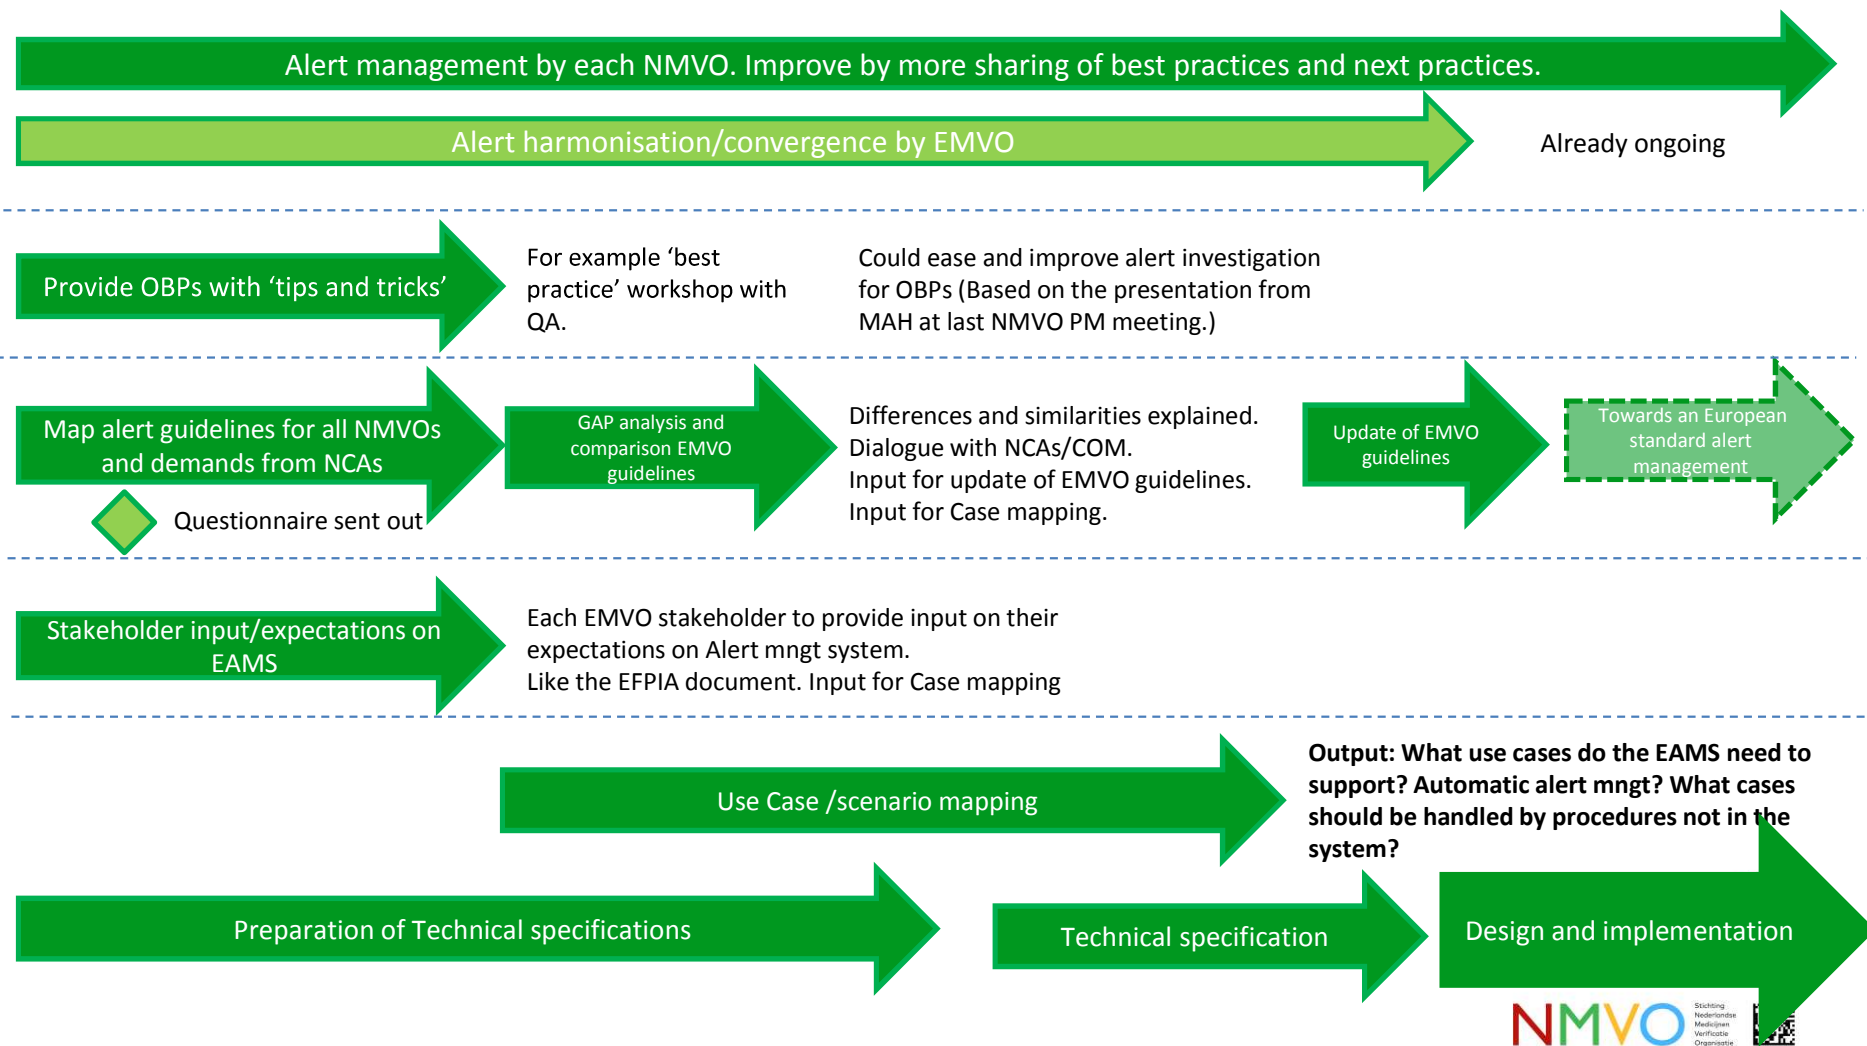 Alert management by each NMVO. Improve by more sharing of best practices and next practices.
Alert harmonisation/convergence by EMVO
Already ongoing
Provide OBPs with ‘tips and tricks’
For example ‘best
practice’ workshop with
QA.
Could ease and improve alert investigation
for OBPs (Based on the presentation from
MAH at last NMVO PM meeting.)
Map alert guidelines for all NMVOs
and demands from NCAs
Questionnaire sent out
GAP analysis and
comparison EMVO
guidelines
Differences and similarities explained.
Dialogue with NCAs/COM.
Input for update of EMVO guidelines.
Input for Case mapping.
Update of EMVO
guidelines
Towards an European
standard alert
management
Stakeholder input/expectations on
EAMS
Each EMVO stakeholder to provide input on their
expectations on Alert mngt system.
Like the EFPIA document. Input for Case mapping
Use Case /scenario mapping
Output: What use cases do the EAMS need to
support? Automatic alert mngt? What cases
should be handled by procedures not in the
system?
Preparation of Technical specifications
Technical specification
Design and implementation
NMVO
Stichting
Nederlandse
Medicijnen
Verificatie
Organisatie